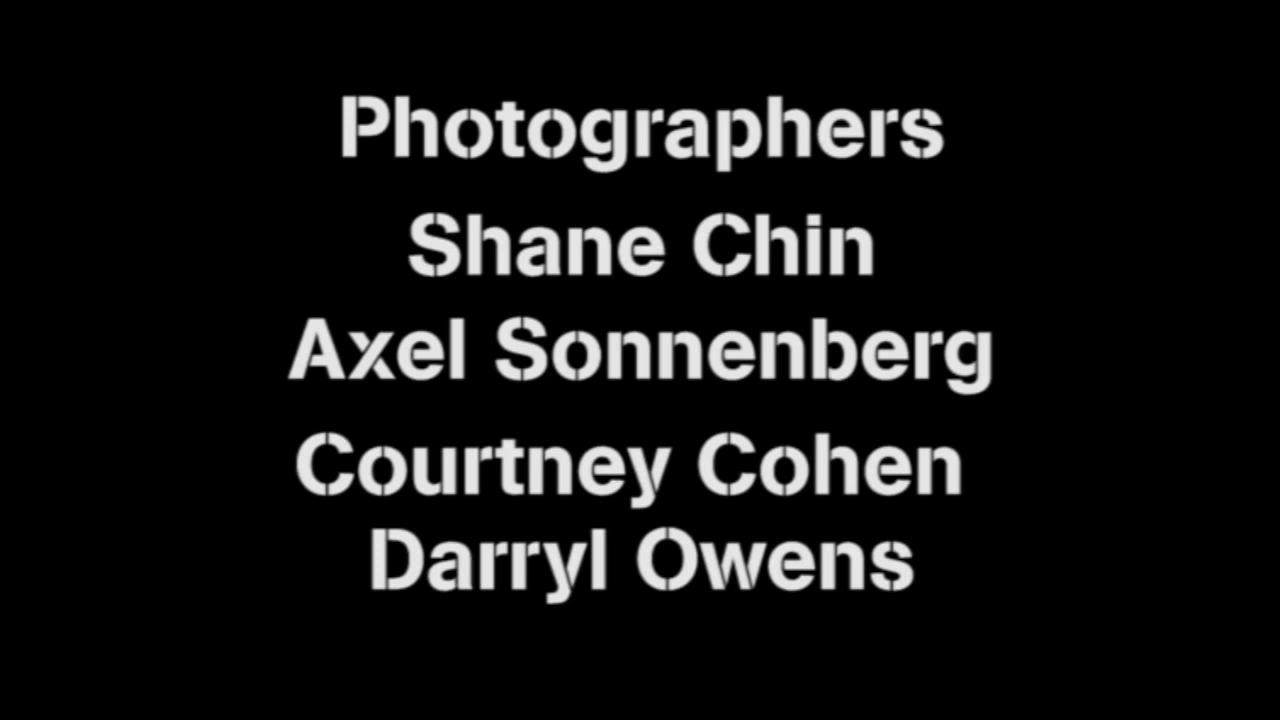 Photographers
Shane Chin
Axel Sonnenberg
Courtney Cohen
Darryl Owens